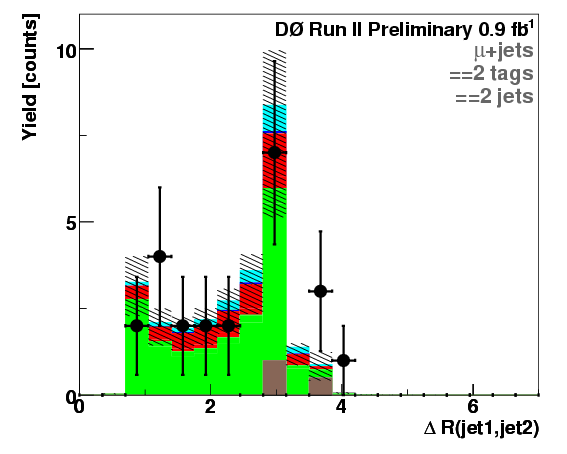 DØ Run II Preliminary 0.9 fb-1
μ+jets
==2 tags
==2 jets
Yield [counts]
10
5
0
0 2 4 6
Δ R(jet1,jet2)